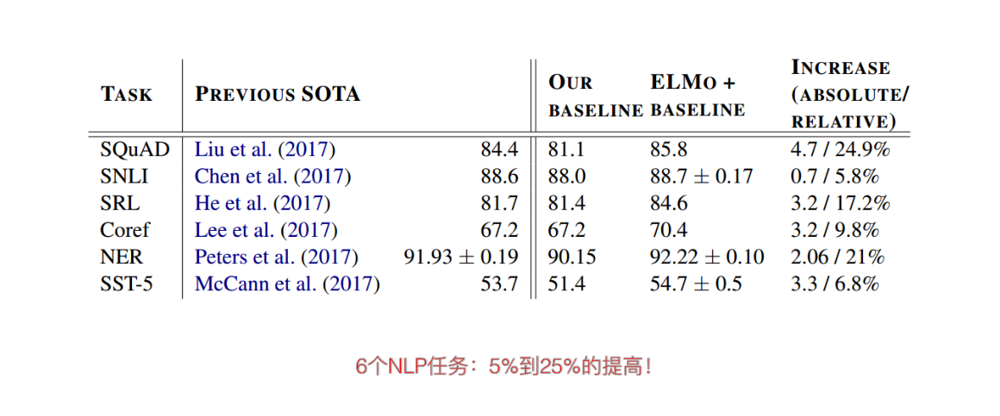 TASK PREVIOUS SOTA OUR BASELINE ELMO + BASELINE INCREASE (ABSOLUTE/ RELATIVE)
SQuAD Liu et al. (2017) 84.4 81.1 85.8 4.7 / 24.9%
SNLI Chen et al. (2017) 88.6 88.0 88.7 ± 0.17 0.7 / 5.8%
SRL He et al. (2017) 81.7 81.4 84.6 3.2 / 17.2%
Coref Lee et al. (2017) 67.2 67.2 70.4 3.2 / 9.8%
NER Peters et al. (2017) 91.93 ± 0.19 90.15 92.22 ± 0.10 2.06 / 21%
SST-5 McCann et al. (2017) 53.7 51.4 54.7 ± 0.5 3.3 / 6.8%
6个NLP任务：5%到25%的提高！